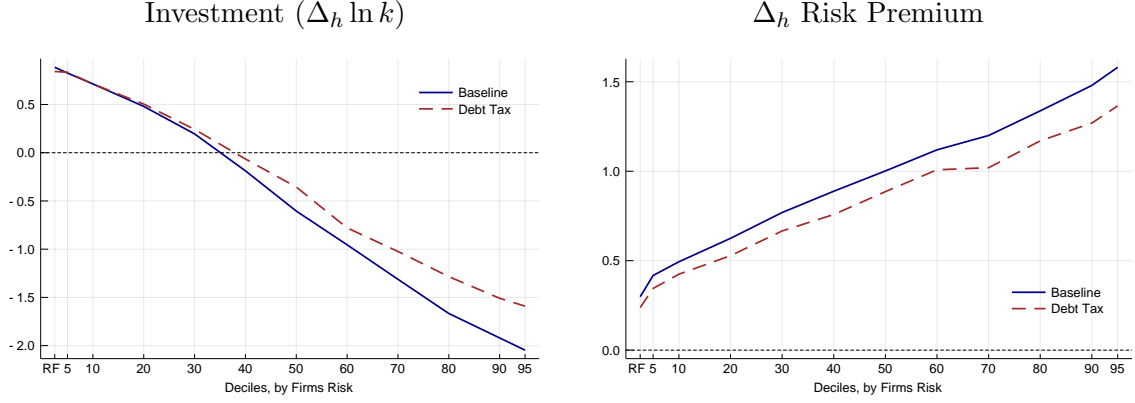 Investment (Δₕ ln k)
0.5
0.0
- 0.5
- 1.0
- 1.5
- 2.0
Baseline
Debt Tax
RF 5 10 20 30 40 50 60 70 80 90 95
Deciles, by Firms Risk
Δₕ Risk Premium
1.5
1.0
0.5
0.0
Baseline
Debt Tax
RF 5 10 20 30 40 50 60 70 80 90 95
Deciles, by Firms Risk